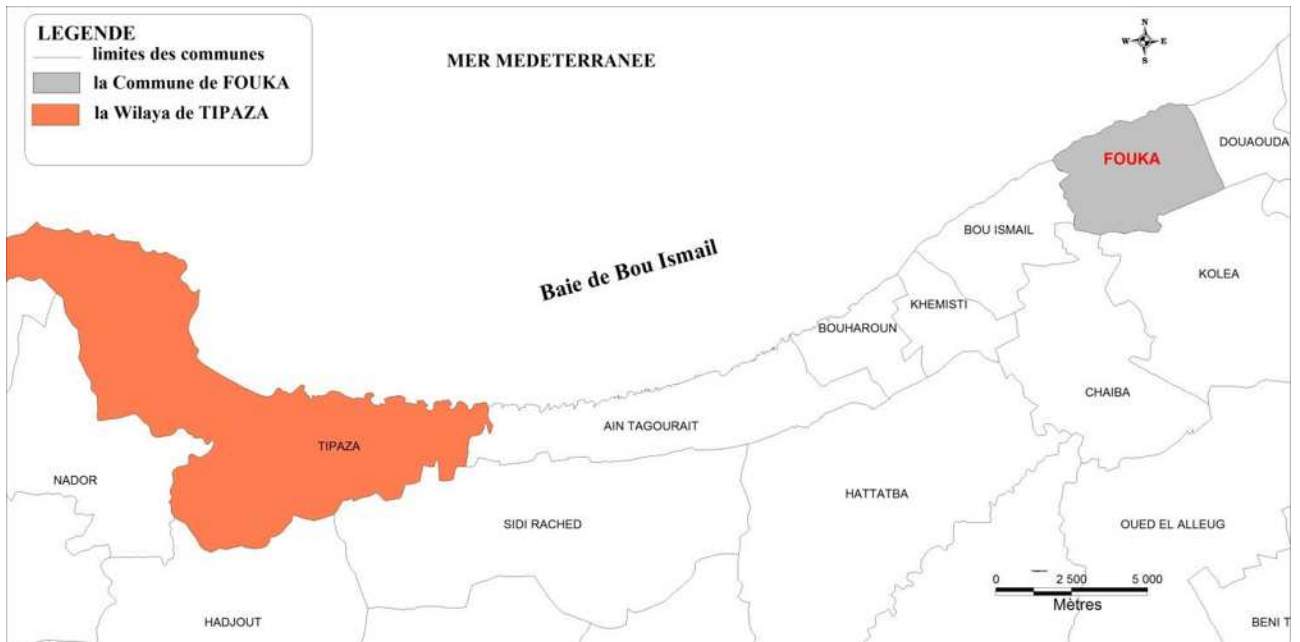 LEGENDE
limites des communes
la Commune de FOUKA
la Wilaya de TIPAZA
MER MEDETERRANEE
N
W E
S
FOUKA
DOUAOUDA
BOU ISMAIL
Baie de Bou Ismail
KOLEA
KHEMISTI
BOUHAROUN
CHAIBA
AIN TAGOURAIT
TIPAZA
NADOR
HATTATBA
SIDI RACHED
OUED EL ALLEUG
0 2 500 5 000
Mètres
HADJOUT
BENI T